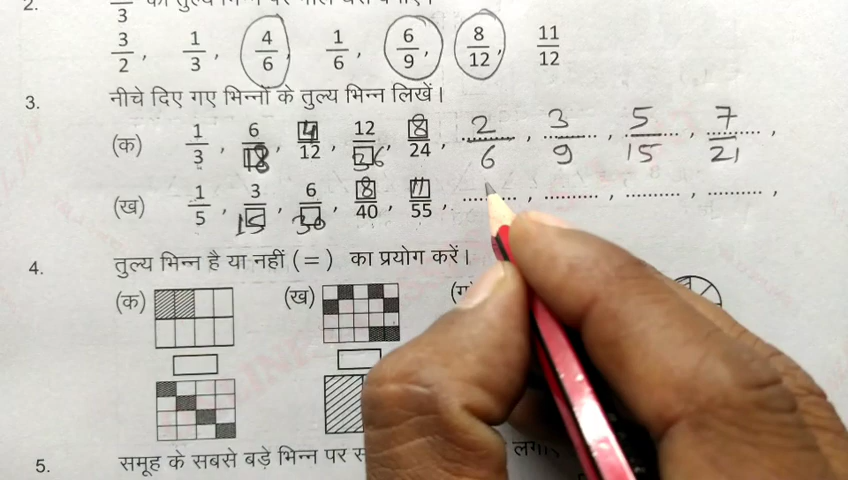 2. 3 को तुल्य भिन्न पर
3/2, 1/3, 4/6, 1/6, 6/9, 8/12, 11/12
3. नीचे दिए गए भिन्नों के तुल्य भिन्न लिखें।
(क) 1/3, 6/18, 4/12, 12/36, 8/24, 2/6, 3/9, 5/15, 7/21,
(ख) 1/5, 3/15, 6/30, 8/40, 11/55, ........., ........., ........., .........,
4. तुल्य भिन्न है या नहीं (=) का प्रयोग करें।
(क) (ख)
5. समूह के सबसे बड़े भिन्न पर